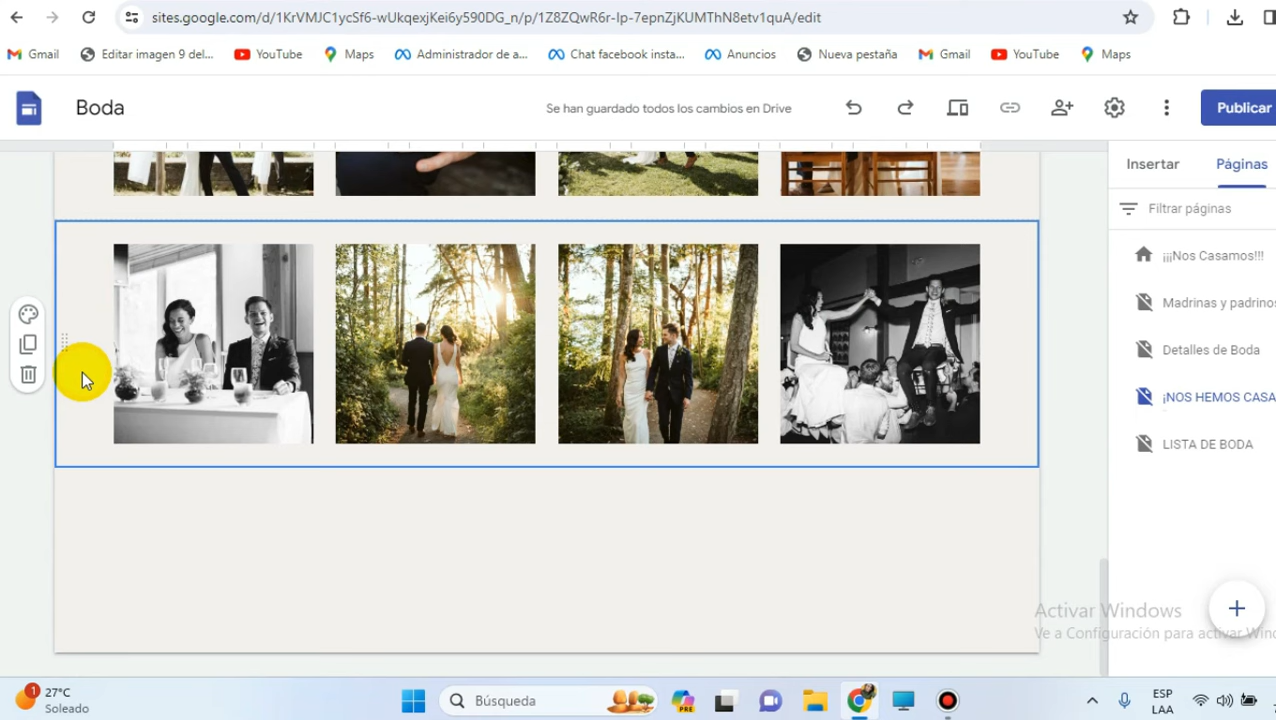 sites.google.com/d/1KrVMJC1ycSf6-wUkqexjKei6y590DG_n/p/1Z8ZQwR6r-lp-7epnZjKUMThN8etv1quA/edit
Gmail Editar imagen 9 del... YouTube Maps Administrador de a... Chat facebook insta... Anuncios Nueva pestaña Gmail YouTube Maps
Boda Se han guardado todos los cambios en Drive Publicar
Insertar Páginas
Filtrar páginas
¡¡¡Nos Casamos!!!
Madrinas y padrinos
Detalles de Boda
¡NOS HEMOS CASA
LISTA DE BODA
Activar Windows
Ve a Configuración para activar Wind
1 27°C
Soleado
Búsqueda
PRE
ESP
LAA